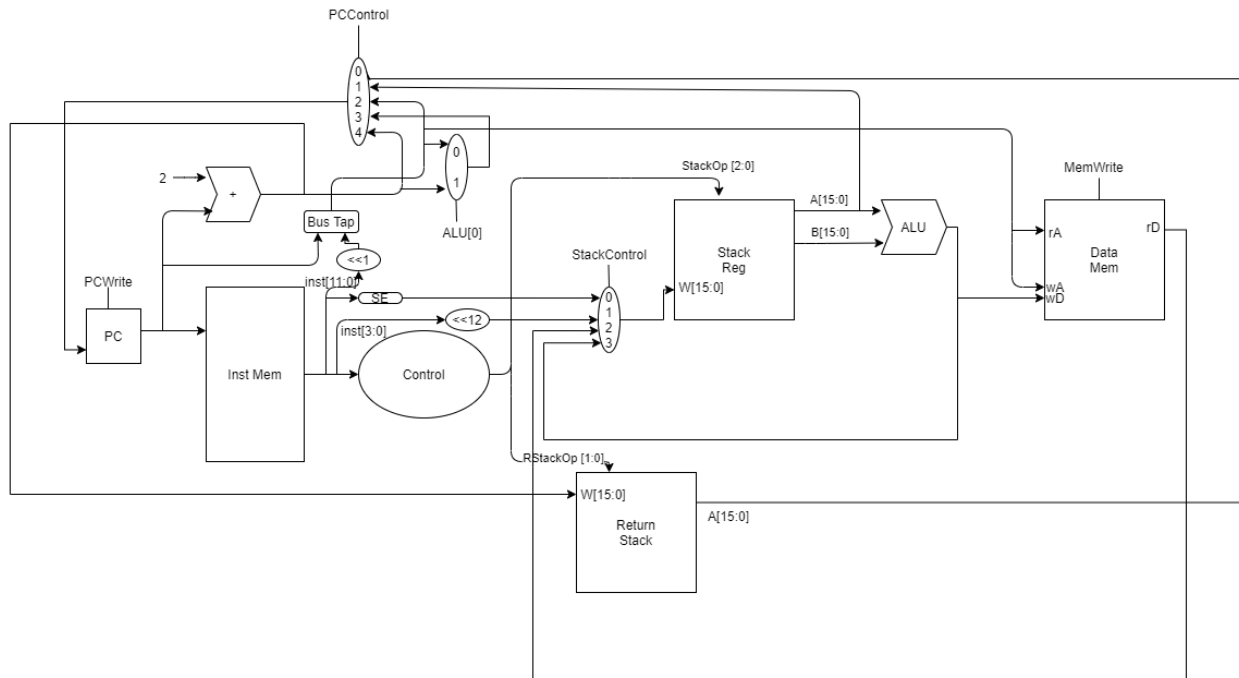 PCControl
0
1
2
3
4
0
1
ALU[0]
2
+
Bus Tap
<<1
inst[11:0]
PCWrite
PC
Inst Mem
SE
inst[3:0]
<<12
Control
StackControl
0
1
2
3
StackOp [2:0]
Stack
Reg
W[15:0]
A[15:0]
B[15:0]
ALU
MemWrite
rA
rD
Data
Mem
wA
wD
RStackOp [1:0]
W[15:0]
Return
Stack
A[15:0]